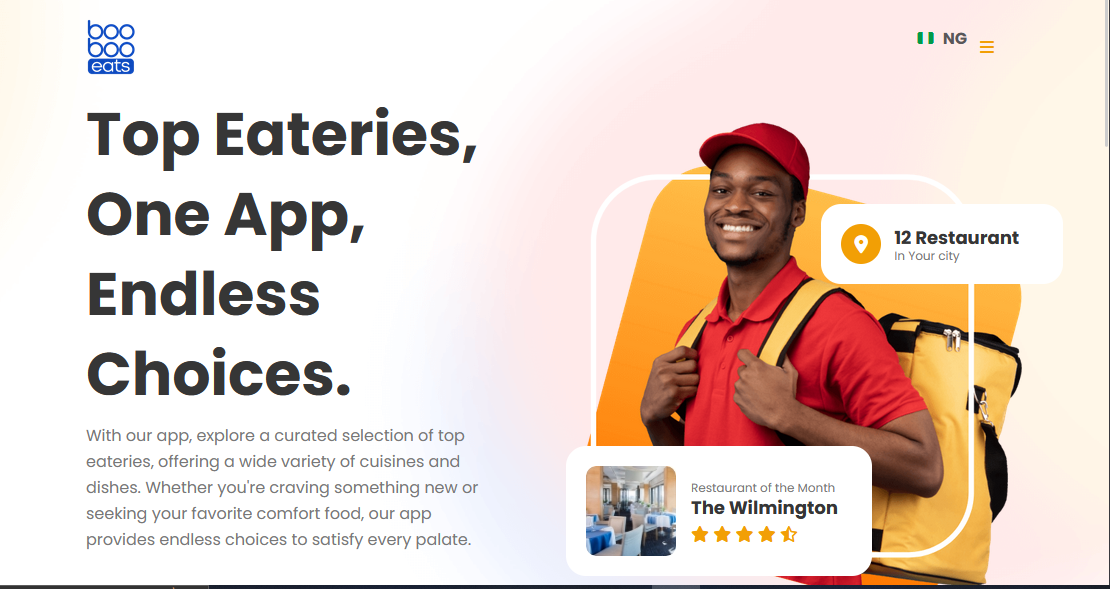 boo
boo
eats
NG
Top Eateries,
One App,
Endless
Choices.
With our app, explore a curated selection of top
eateries, offering a wide variety of cuisines and
dishes. Whether you're craving something new or
seeking your favorite comfort food, our app
provides endless choices to satisfy every palate.
12 Restaurant
In Your city
Restaurant of the Month
The Wilmington